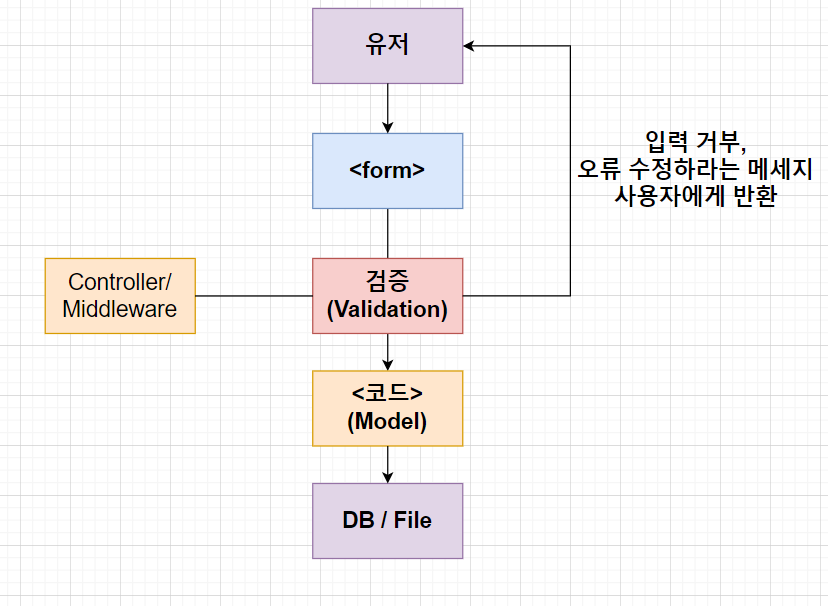 유저
<form>
입력 거부,
오류 수정하라는 메세지
사용자에게 반환
Controller/
Middleware
검증
(Validation)
<코드>
(Model)
DB / File